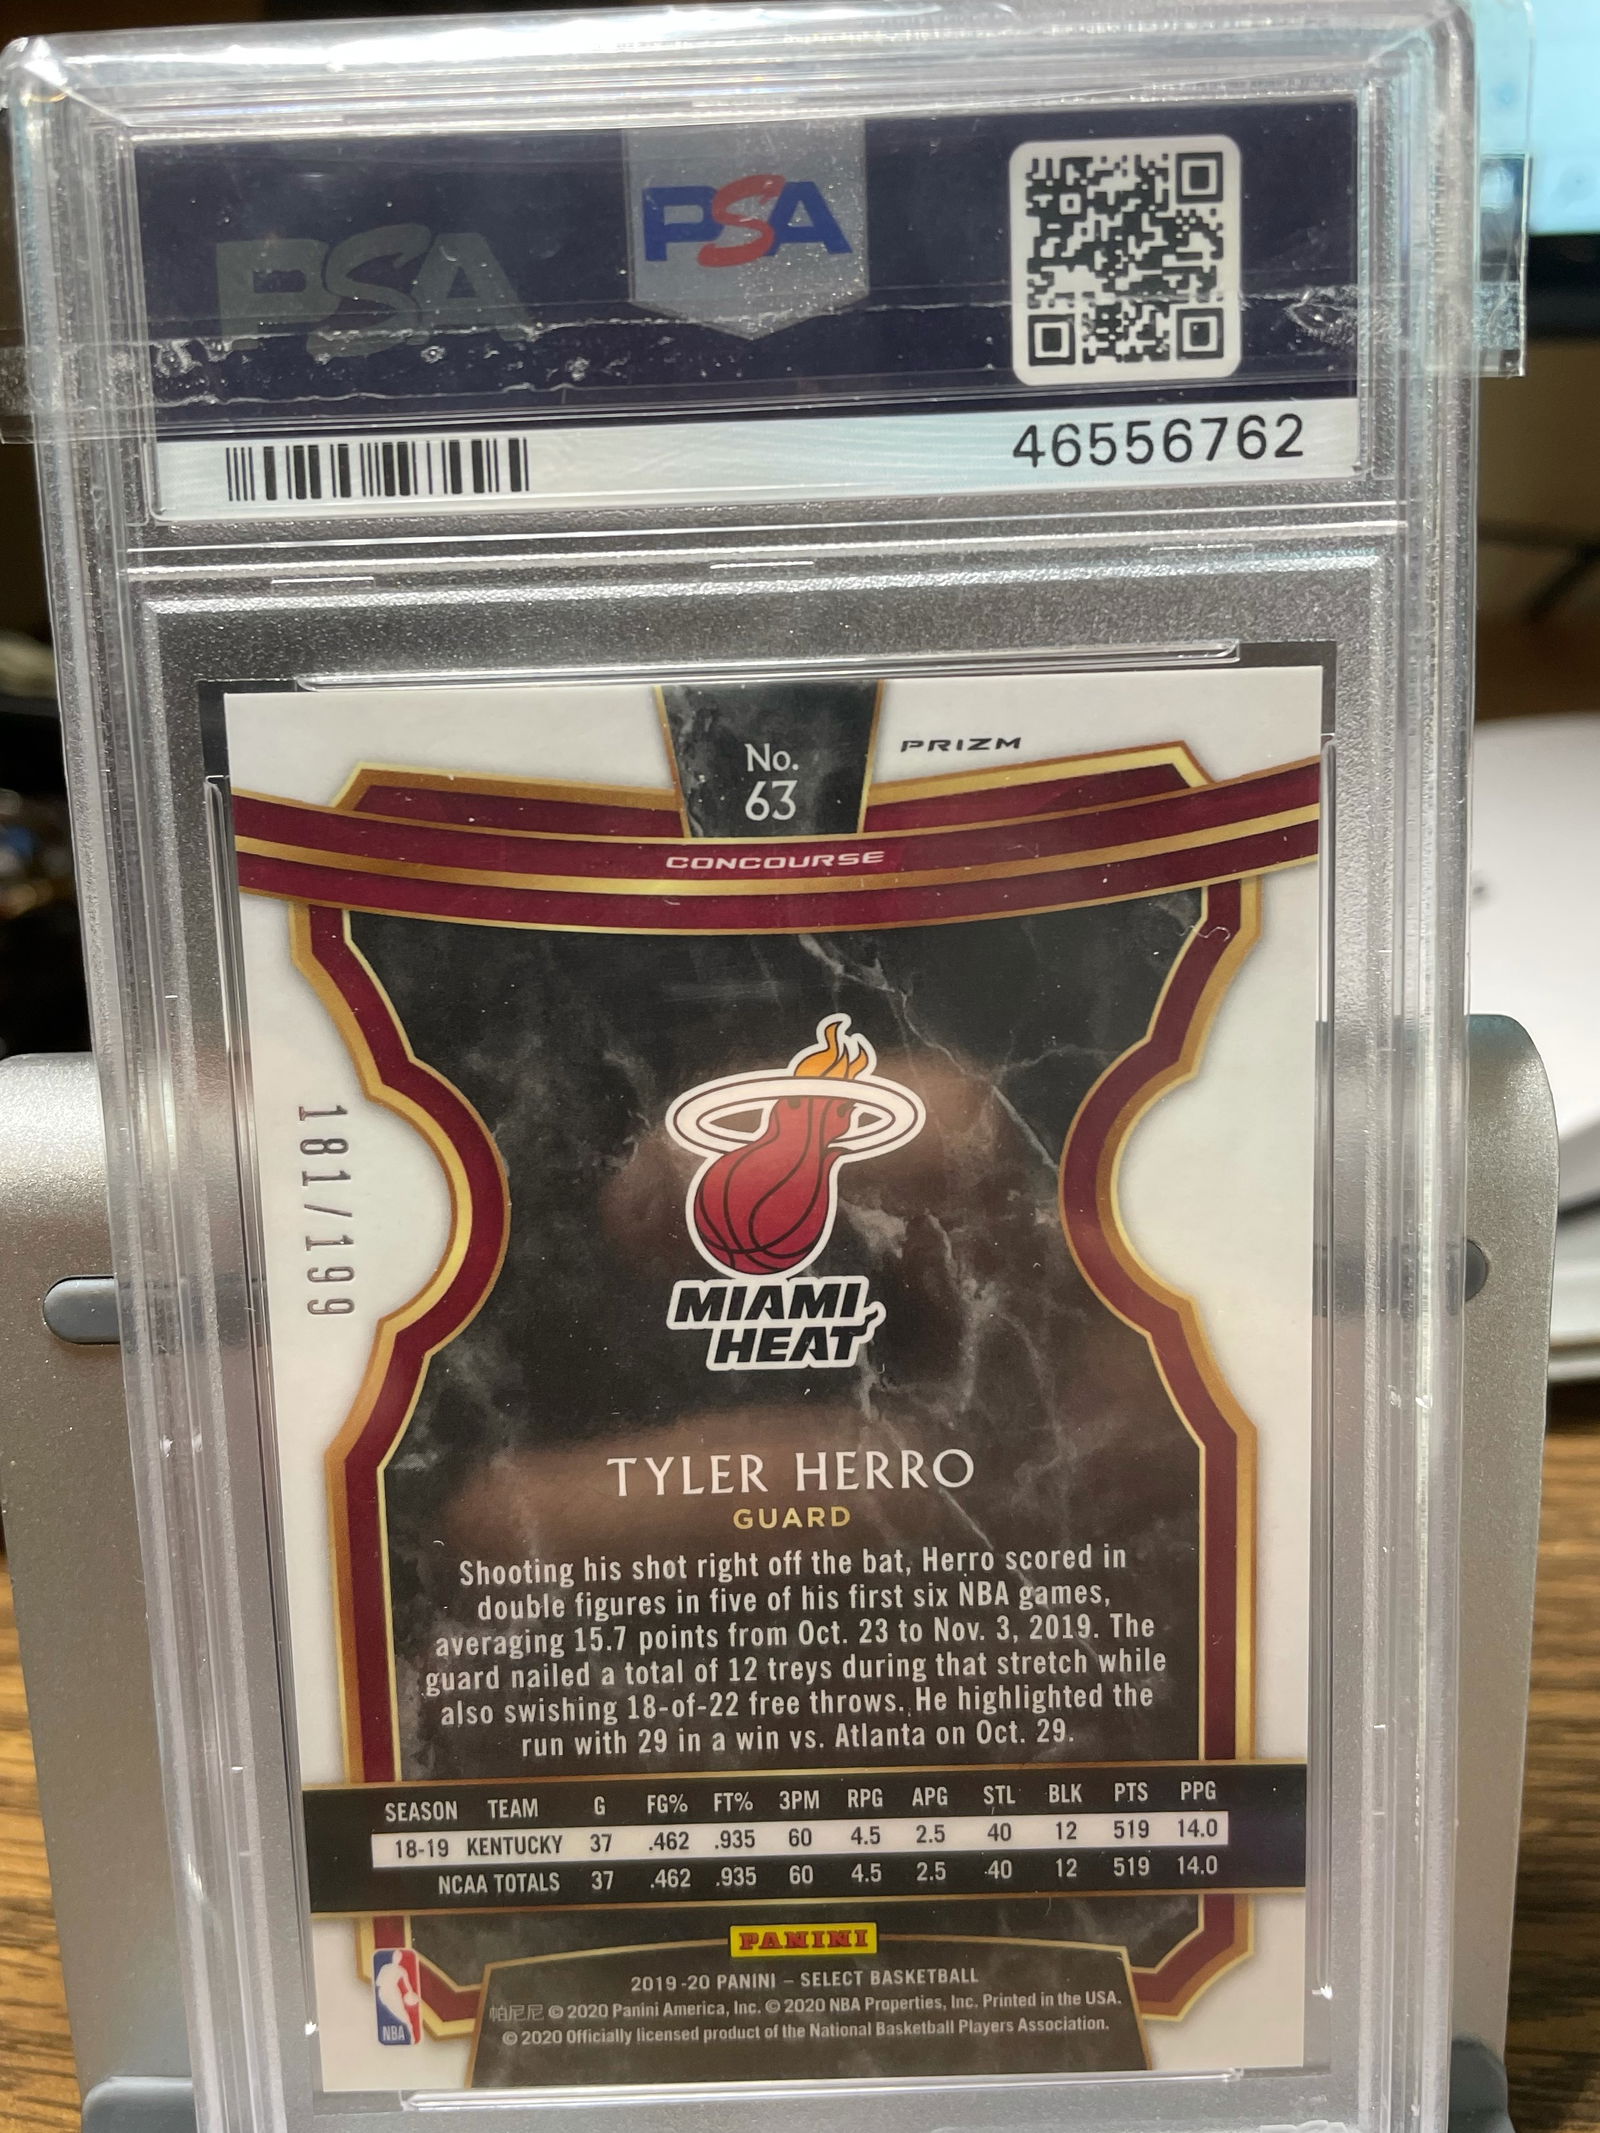 PSA
PSA
46556762
No.
63
PRIZM
CONCOURSE
181/199
MIAMI
HEAT
TYLER HERRO
GUARD
Shooting his shot right off the bat, Herro scored in
double figures in five of his first six NBA games,
averaging 15.7 points from Oct. 23 to Nov. 3, 2019. The
guard nailed a total of 12 treys during that stretch while
also swishing 18-of-22 free throws. He highlighted the
run with 29 in a win vs. Atlanta on Oct. 29.
SEASON TEAM G FG% FT% 3PM RPG APG STL BLK PTS PPG
18-19 KENTUCKY 37 .462 .935 60 4.5 2.5 40 12 519 14.0
NCAA TOTALS 37 .462 .935 60 4.5 2.5 40 12 519 14.0
PANINI
2019-20 PANINI – SELECT BASKETBALL
帕尼尼 © 2020 Panini America, Inc. © 2020 NBA Properties, Inc. Printed in the USA.
© 2020 Officially licensed product of the National Basketball Players Association.
NBA